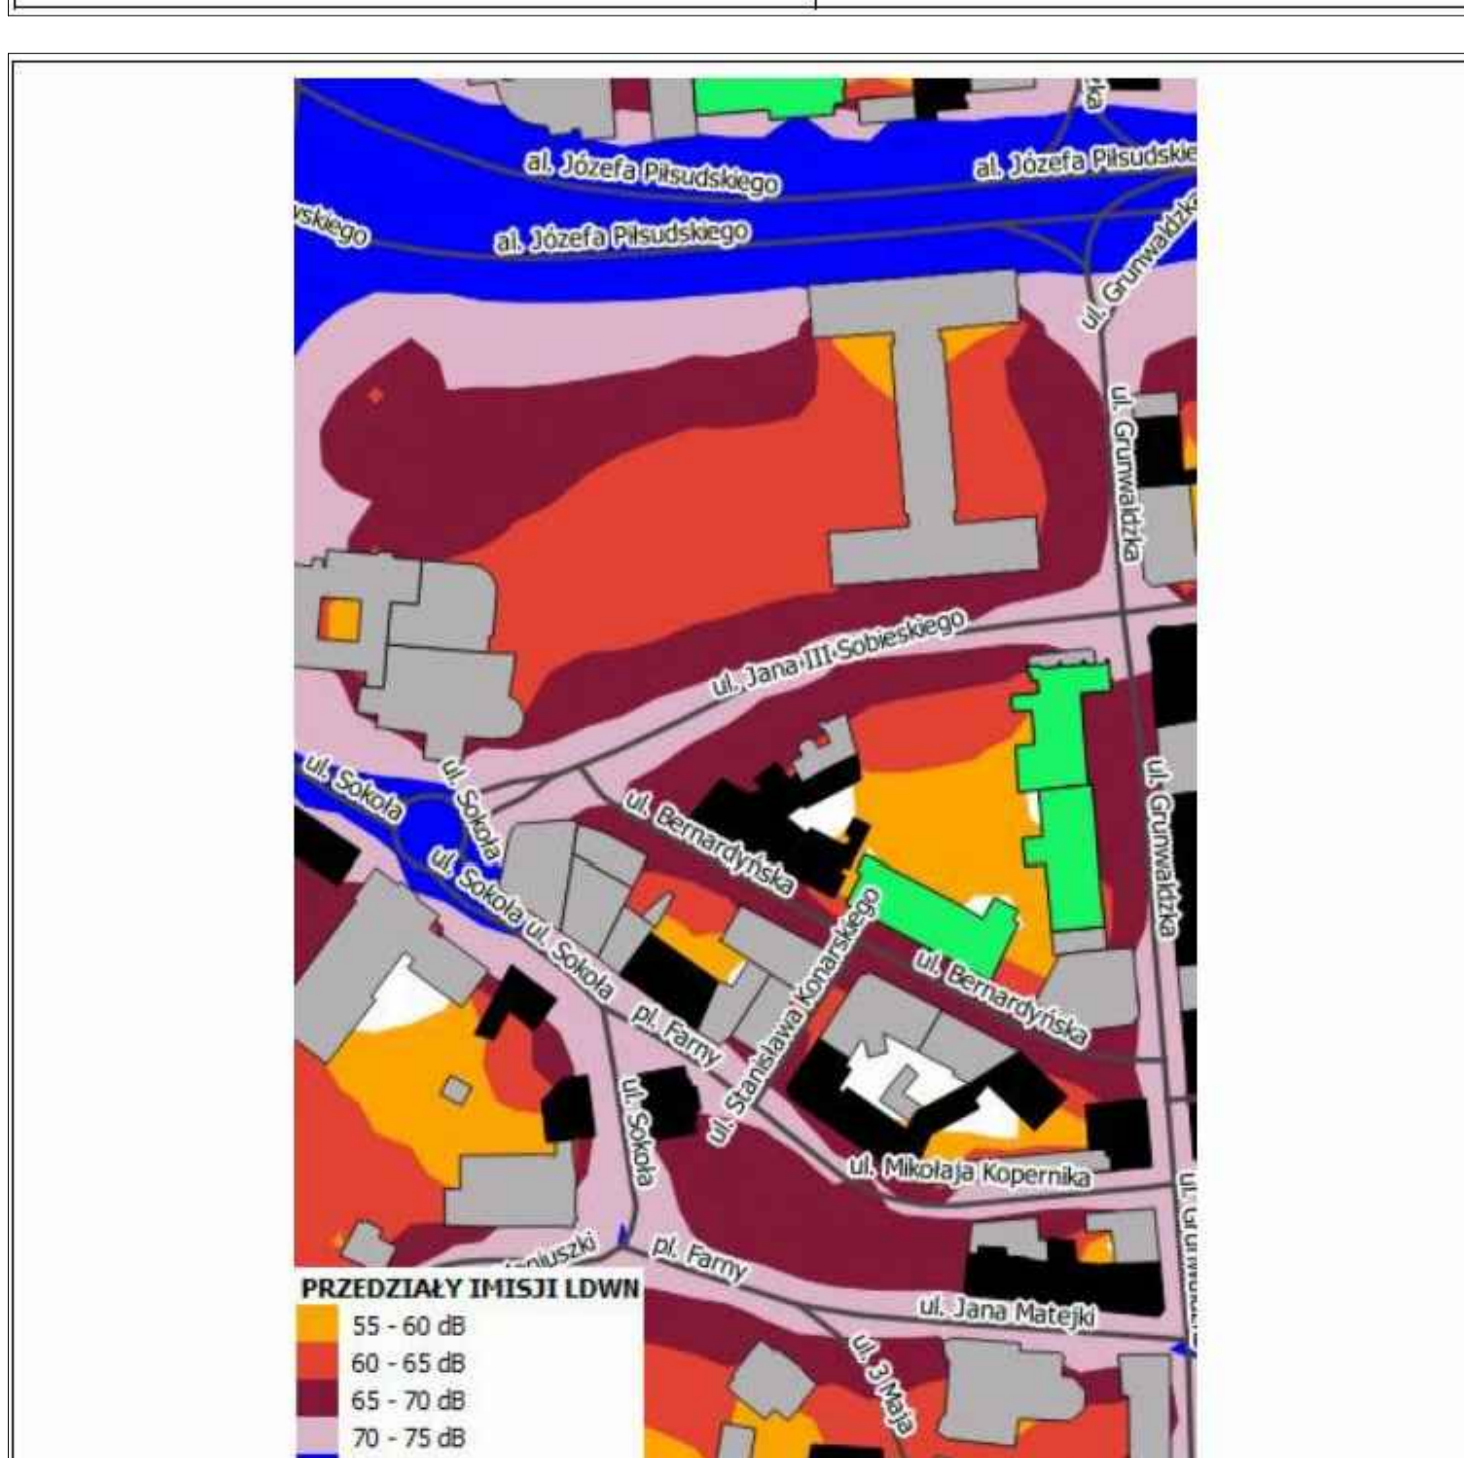 al. Józefa Piłsudskiego
al. Józefa Piłsudskie
wskiego
al. Józefa Piłsudskiego
ul. Grunwaldzka
ul. Grunwaldzka
ul. Jana III Sobieskiego
ul. Sokoła
ul. Sokoła
ul. Bernardyńska
ul. Grunwaldzka
ul. Sokoła
ul. Sokoła
ul. Stanisława Konarskiego
ul. Bernardyńska
pl. Farny
ul. Sokoła
ul. Mikołaja Kopernika
pl. Farny
ul. Jana Matejki
ul. 3 Maja
PRZEDZIAŁY IMISJI LDWN
55 - 60 dB
60 - 65 dB
65 - 70 dB
70 - 75 dB